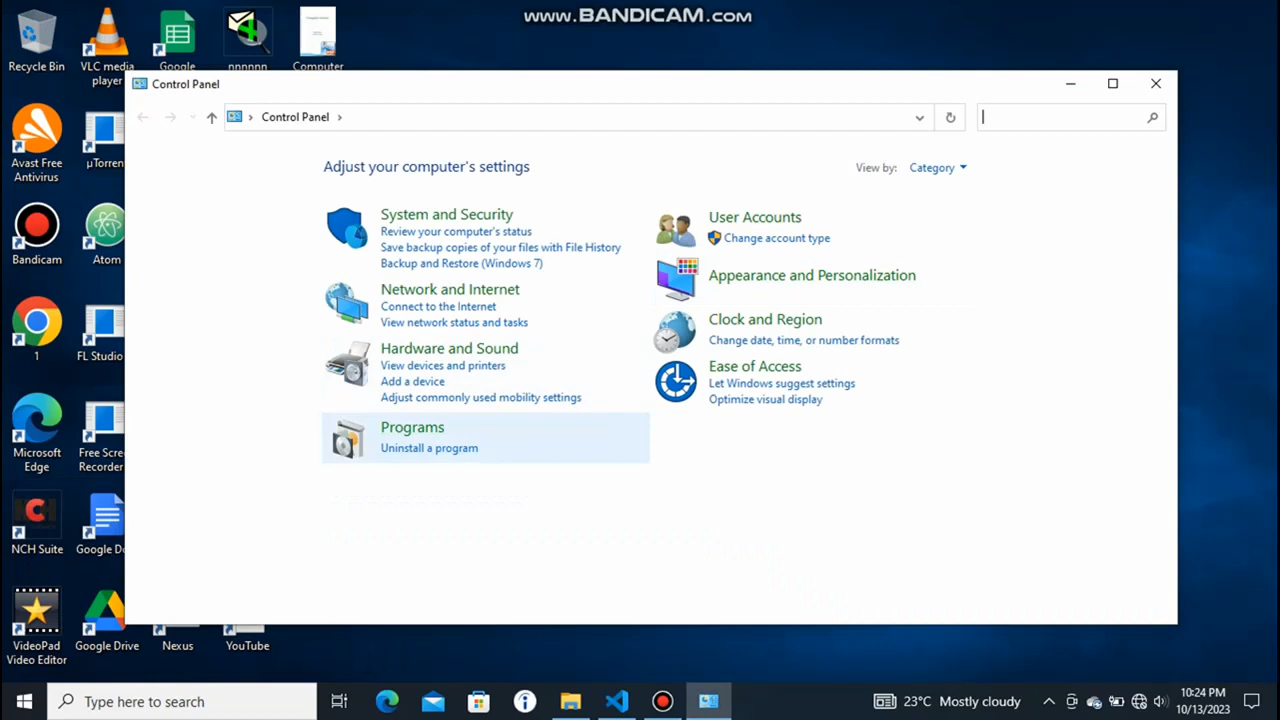 www.BANDICAM.com
Recycle Bin
VLC media player
Google
nnnnnn
Computer
Control Panel
Control Panel
Avast Free Antivirus
µTorrent
Adjust your computer's settings
View by: Category
System and Security
Review your computer's status
Save backup copies of your files with File History
Backup and Restore (Windows 7)
Network and Internet
Connect to the Internet
View network status and tasks
Hardware and Sound
View devices and printers
Add a device
Adjust commonly used mobility settings
Programs
Uninstall a program
User Accounts
Change account type
Appearance and Personalization
Clock and Region
Change date, time, or number formats
Ease of Access
Let Windows suggest settings
Optimize visual display
Bandicam
Atom
1
FL Studio
Microsoft Edge
Free Scre
Recorder
NCH Suite
Google Do
VideoPad Video Editor
Google Drive
Nexus
YouTube
Type here to search
23°C Mostly cloudy
10:24 PM
10/13/2023